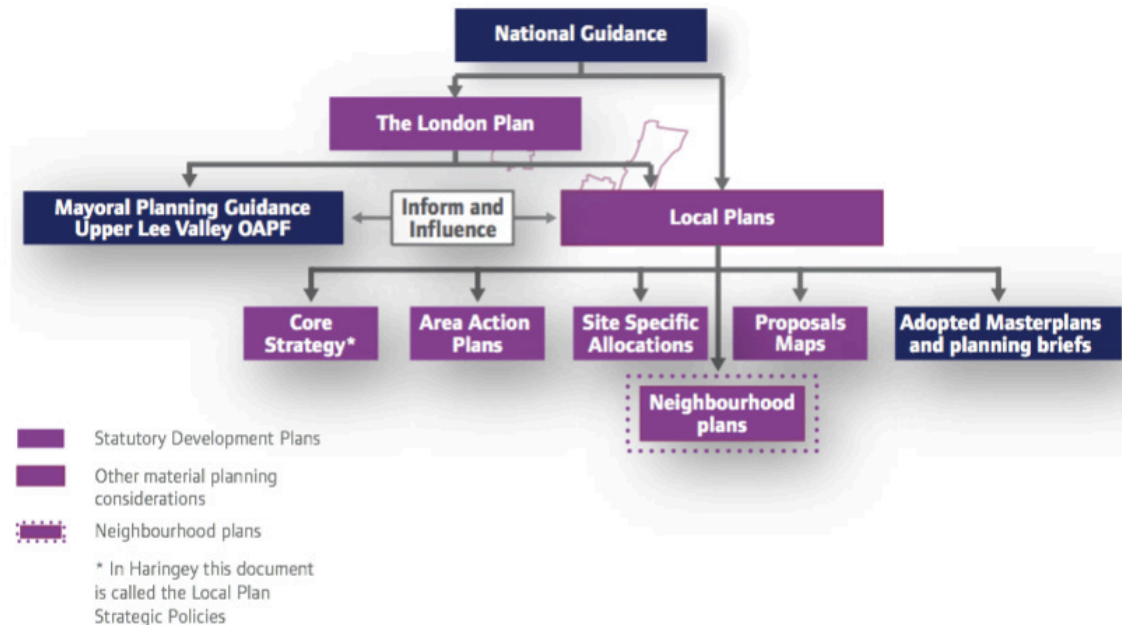 National Guidance
The London Plan
Mayoral Planning Guidance
Upper Lee Valley OAPF
Inform and
Influence
Local Plans
Core
Strategy*
Area Action
Plans
Site Specific
Allocations
Proposals
Maps
Adopted Masterplans
and planning briefs
Neighbourhood
plans
Statutory Development Plans
Other material planning
considerations
Neighbourhood plans
* In Haringey this document
is called the Local Plan
Strategic Policies